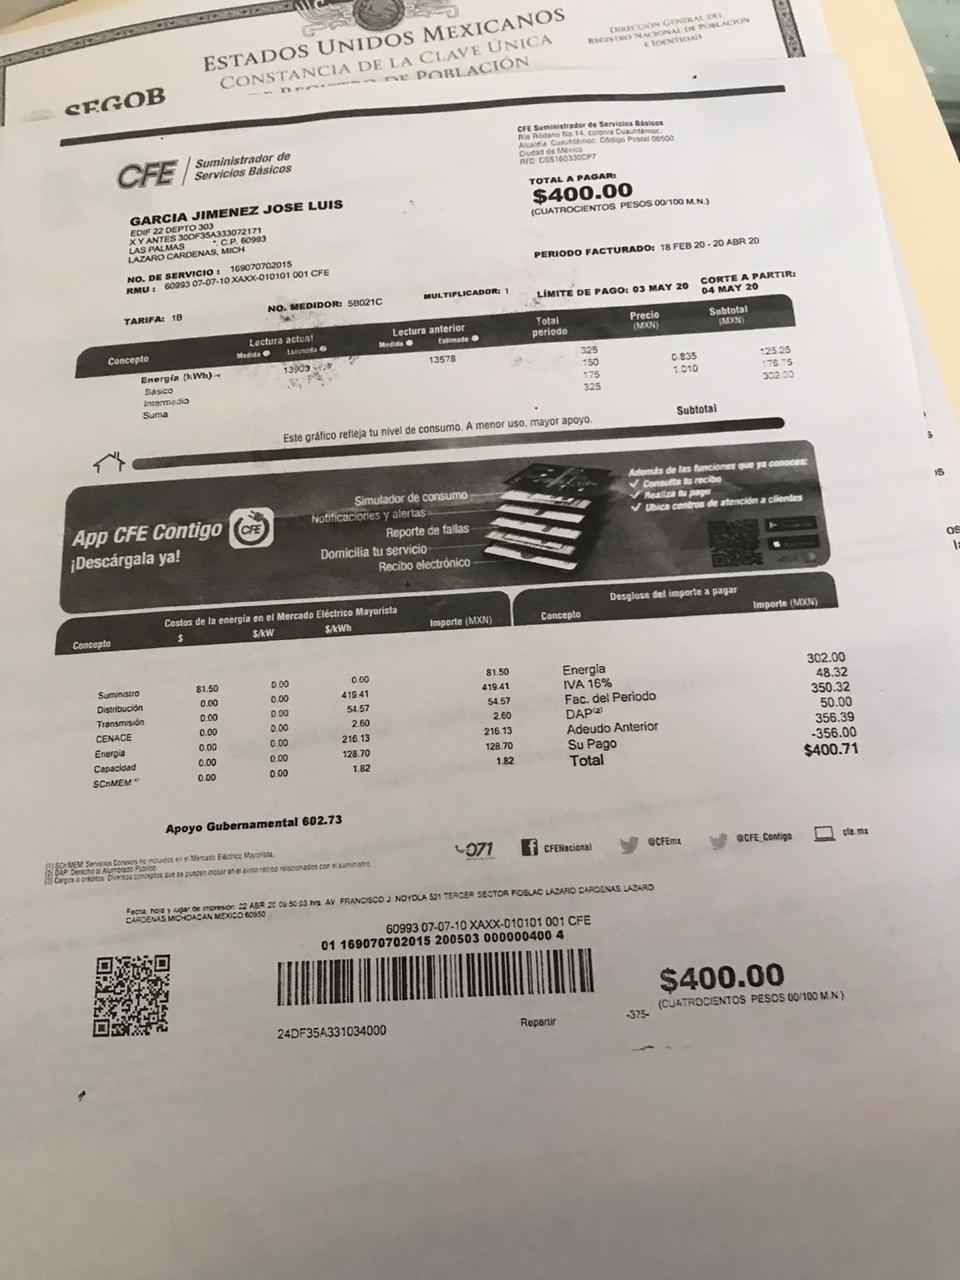 ESTADOS UNIDOS MEXICANOS
CONSTANCIA DE LA CLAVE ÚNICA
DE REGISTRO DE POBLACIÓN
DIRECCIÓN GENERAL DEL
REGISTRO NACIONAL DE POBLACIÓN
E IDENTIDAD
SEGOB
CFE Suministrador de
Servicios Básicos
CFE Suministrador de Servicios Básicos
Río Ródano No.14, colonia Cuauhtémoc,
Alcaldía Cuauhtémoc, Código Postal 06500,
Ciudad de México.
RFC: CSS160330CP7
TOTAL A PAGAR:
$400.00
(CUATROCIENTOS PESOS 00/100 M.N.)
GARCIA JIMENEZ JOSE LUIS
EDIF 22 DEPTO 303
X Y ANTES 30DF35A333072171
LAS PALMAS C.P. 60993
LAZARO CARDENAS, MICH
NO. DE SERVICIO : 169070702015
RMU : 60993 07-07-10 XAXX-010101 001 CFE
PERIODO FACTURADO: 18 FEB 20 - 20 ABR 20
TARIFA: 1B NO. MEDIDOR: 5B021C MULTIPLICADOR: 1 LÍMITE DE PAGO: 03 MAY 20 CORTE A PARTIR:
04 MAY 20
Concepto Lectura actual Lectura anterior Total periodo Precio (MXN) Subtotal (MXN)
Medida Estimada Medida Estimada
Energía (kWh) 13903 13578 325
Básico 150 0.835 125.25
Intermedio 175 1.010 176.75
Suma 325 302.00
Este gráfico refleja tu nivel de consumo. A menor uso, mayor apoyo.
Subtotal
App CFE Contigo
¡Descárgala ya!
CFE
Simulador de consumo
Notificaciones y alertas
Reporte de fallas
Domicilia tu servicio
Recibo electrónico
Además de las funciones que ya conoces:
✓ Consulta tu recibo
✓ Realiza tu pago
✓ Ubica centros de atención a clientes
Costos de la energía en el Mercado Eléctrico Mayorista
Concepto $ $/kW $/kWh Importe (MXN)
Suministro 81.50 0.00 0.00 81.50
Distribución 0.00 0.00 419.41 419.41
Transmisión 0.00 0.00 54.57 54.57
CENACE 0.00 0.00 2.60 2.60
Energía 0.00 0.00 216.13 216.13
Capacidad 0.00 0.00 128.70 128.70
SCnMEM (1) 0.00 0.00 1.82 1.82
Desglose del importe a pagar
Concepto Importe (MXN)
Energía 302.00
IVA 16% 48.32
Fac. del Periodo 350.32
DAP(2) 50.00
Adeudo Anterior 356.39
Su Pago -356.00
Total $400.71
Apoyo Gubernamental 602.73
071 CFENacional @CFEmx @CFE_Contigo cfe.mx
(1) SCnMEM: Servicios Conexos no incluidos en el Mercado Eléctrico Mayorista.
(2) DAP: Derecho al Alumbrado Público.
(3) Cargos o créditos: Diversos conceptos que se pueden incluir en el aviso recibo relacionados con el suministro.
Fecha, hora y lugar de impresión: 22 ABR 20 09:50:03 hrs. AV. FRANCISCO J. NOYOLA 521 TERCER SECTOR FIDELAC LAZARO CARDENAS LAZARO
CARDENAS MICHOACAN MEXICO 60950
60993 07-07-10 XAXX-010101 001 CFE
01 169070702015 200503 000000400 4
$400.00
(CUATROCIENTOS PESOS 00/100 M.N.)
24DF35A331034000
Repartir
-375-